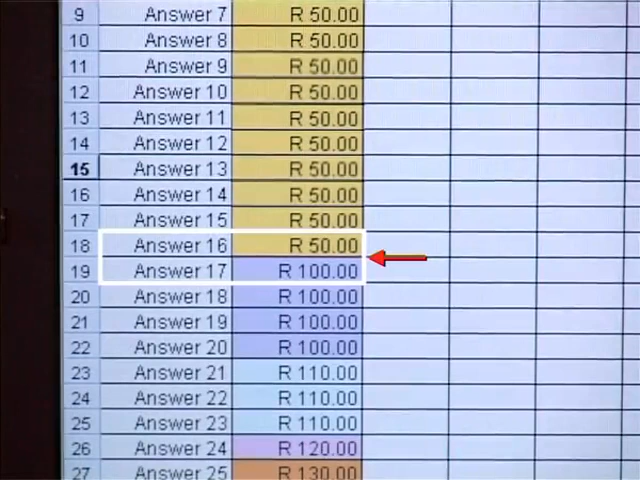 9 Answer 7 R 50.00
10 Answer 8 R 50.00
11 Answer 9 R 50.00
12 Answer 10 R 50.00
13 Answer 11 R 50.00
14 Answer 12 R 50.00
15 Answer 13 R 50.00
16 Answer 14 R 50.00
17 Answer 15 R 50.00
18 Answer 16 R 50.00
19 Answer 17 R 100.00
20 Answer 18 R 100.00
21 Answer 19 R 100.00
22 Answer 20 R 100.00
23 Answer 21 R 110.00
24 Answer 22 R 110.00
25 Answer 23 R 110.00
26 Answer 24 R 120.00
27 Answer 25 R 130.00